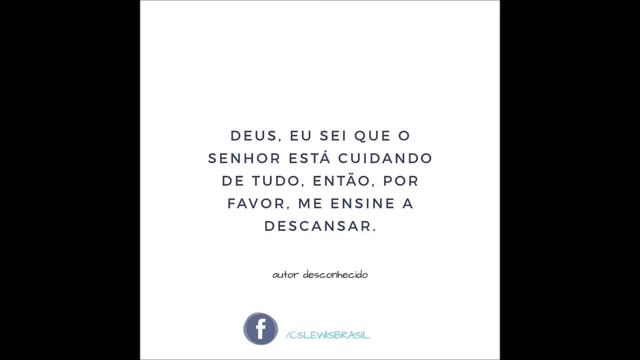 DEUS, EU SEI QUE O
SENHOR ESTÁ CUIDANDO
DE TUDO, ENTÃO, POR
FAVOR, ME ENSINE A
DESCANSAR.
autor desconhecido
f
/CSLEWISBRASIL